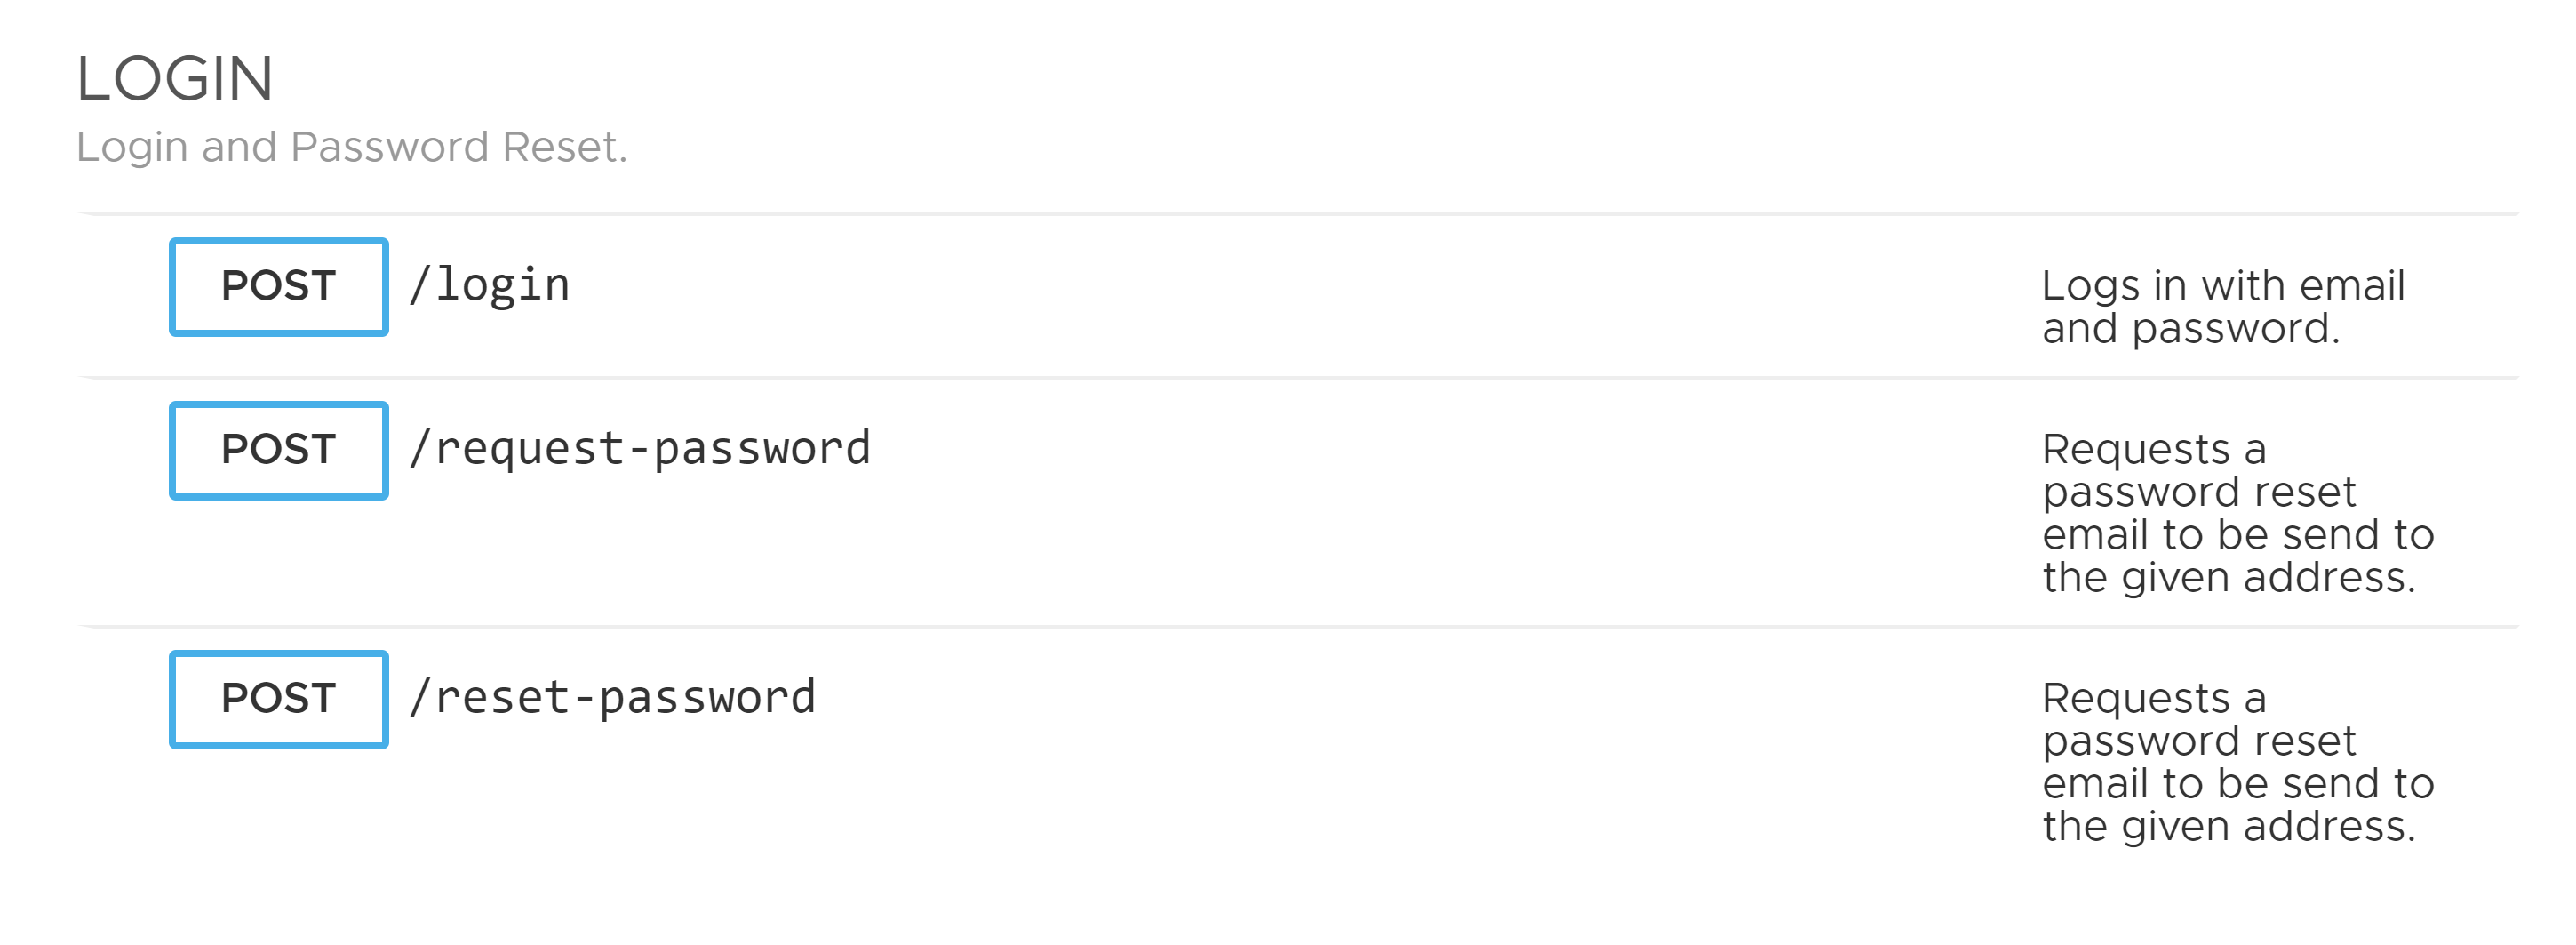 LOGIN
Login and Password Reset.
POST /login
Logs in with email
and password.
POST /request-password
Requests a
password reset
email to be send to
the given address.
POST /reset-password
Requests a
password reset
email to be send to
the given address.